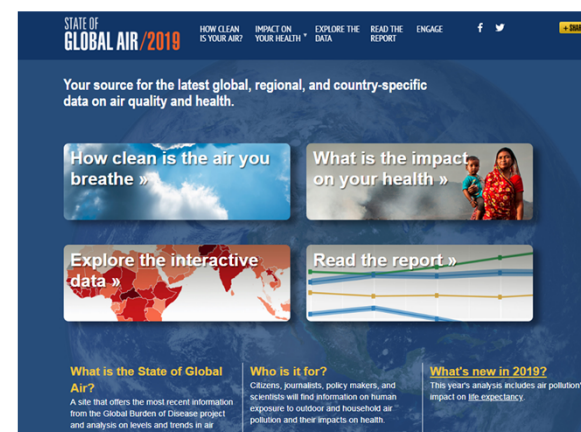 STATE OF
GLOBAL AIR/2019
HOW CLEAN
IS YOUR AIR?
IMPACT ON
YOUR HEALTH
EXPLORE THE
DATA
READ THE
REPORT
ENGAGE
Your source for the latest global, regional, and country-specific
data on air quality and health.
How clean is the air you
breathe »
What is the impact
on your health »
Explore the interactive
data »
Read the report »
What is the State of Global
Air?
A site that offers the most recent information
from the Global Burden of Disease project
and analysis on levels and trends in air
Who is it for?
Citizens, journalists, policy makers, and
scientists will find information on human
exposure to outdoor and household air
pollution and their impacts on health.
What's new in 2019?
This year's analysis includes air pollution's
impact on life expectancy.